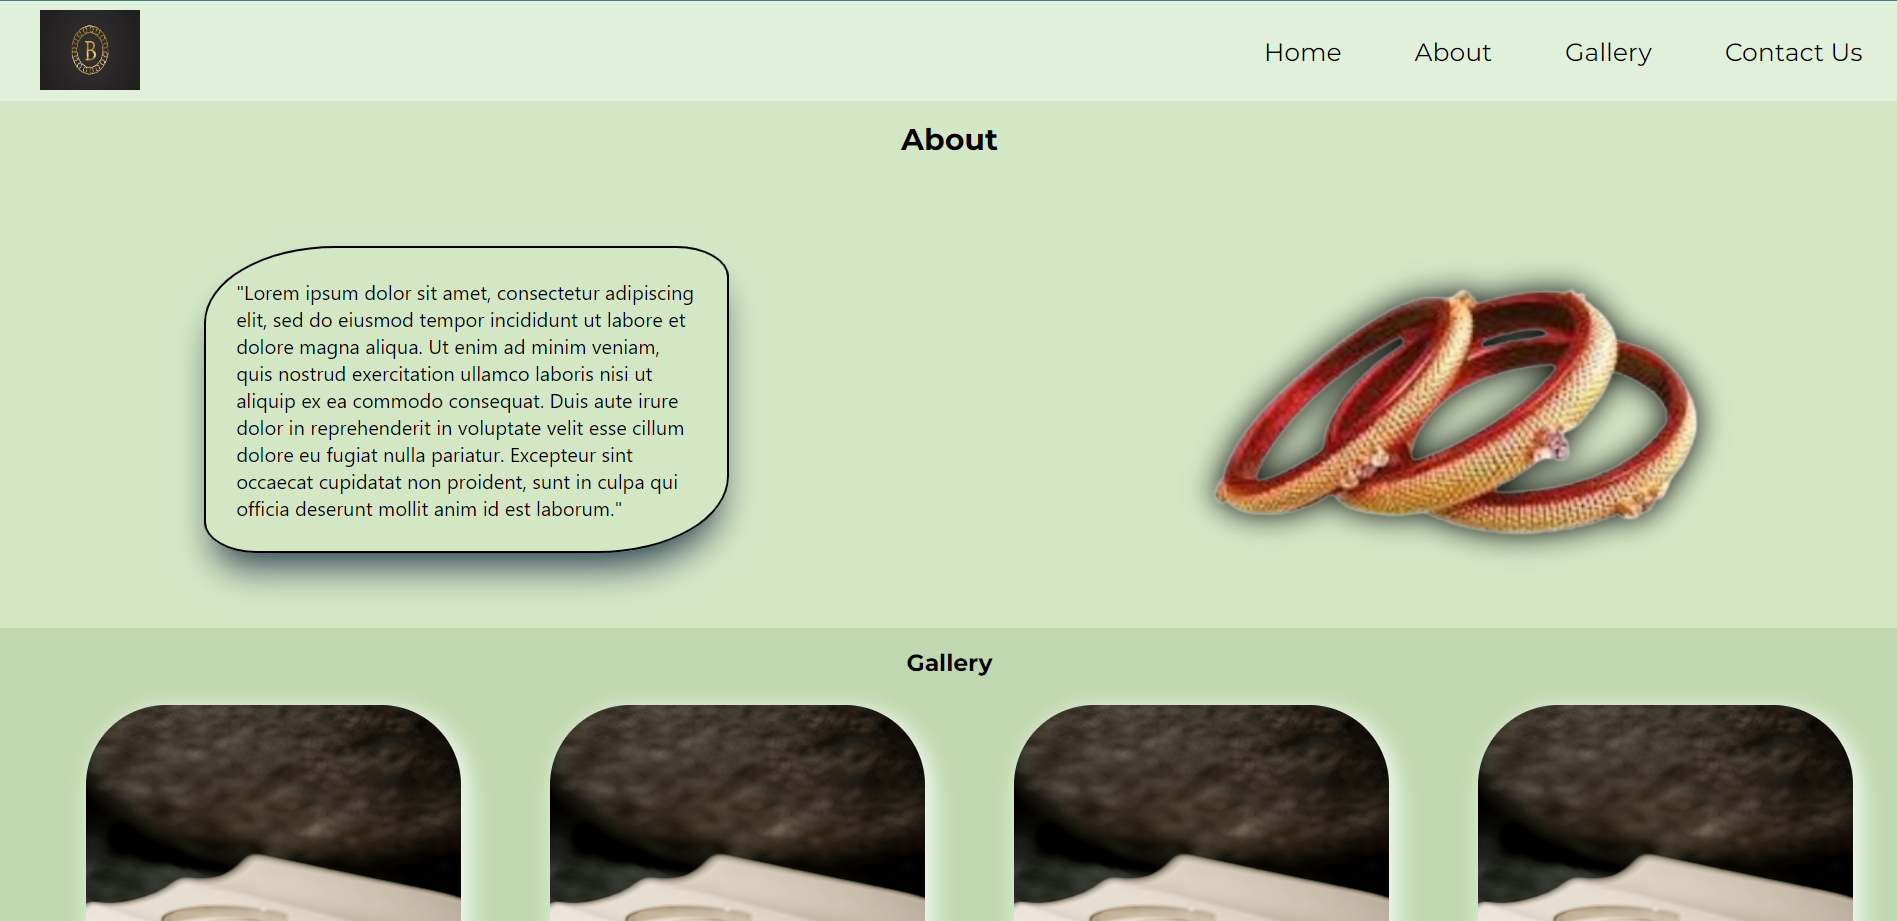 B
Home About Gallery Contact Us
About
"Lorem ipsum dolor sit amet, consectetur adipiscing
elit, sed do eiusmod tempor incididunt ut labore et
dolore magna aliqua. Ut enim ad minim veniam,
quis nostrud exercitation ullamco laboris nisi ut
aliquip ex ea commodo consequat. Duis aute irure
dolor in reprehenderit in voluptate velit esse cillum
dolore eu fugiat nulla pariatur. Excepteur sint
occaecat cupidatat non proident, sunt in culpa qui
officia deserunt mollit anim id est laborum."
Gallery